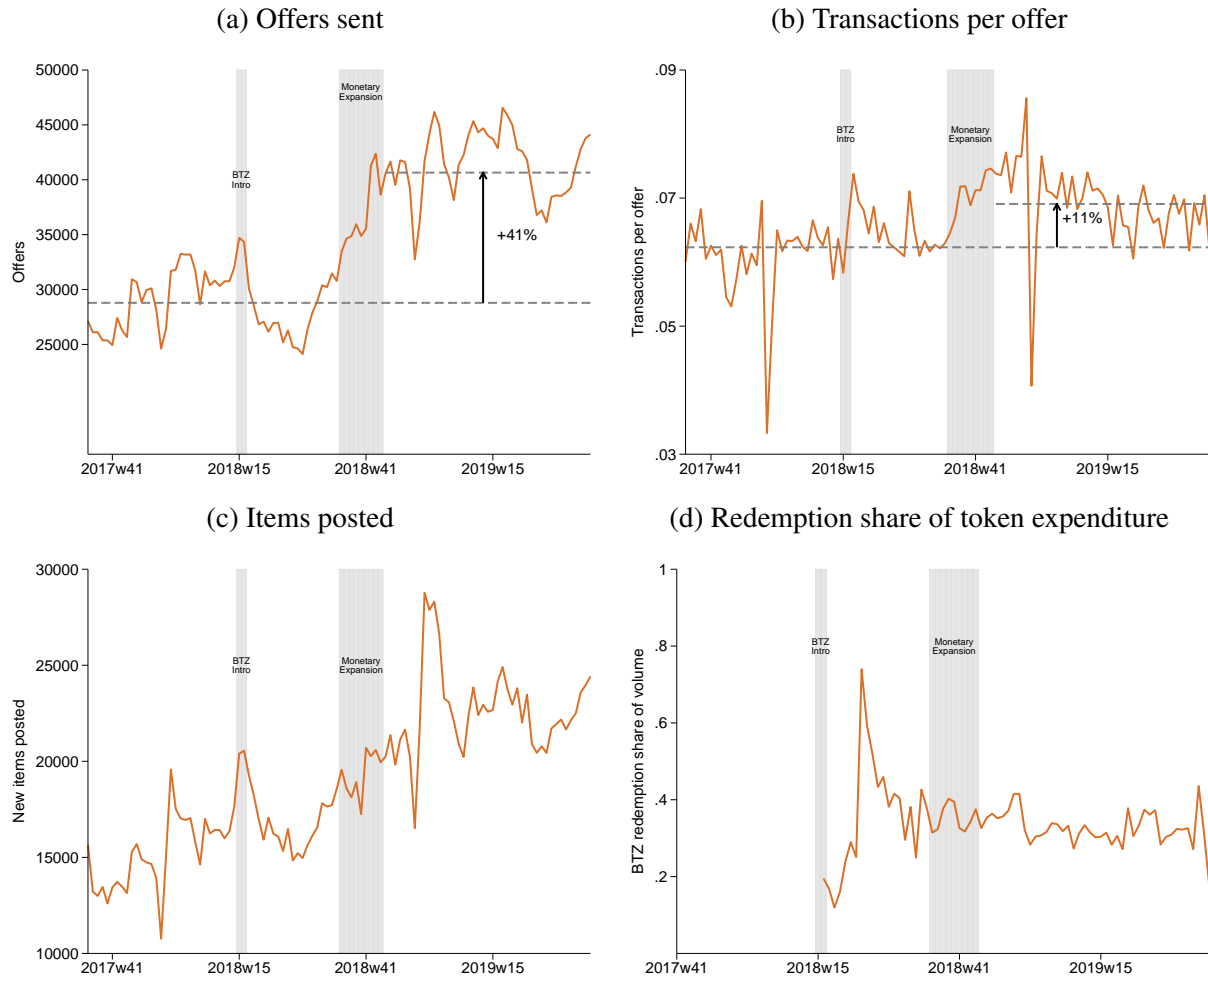 (a) Offers sent
50000
45000
40000
35000
30000
25000
Offers
BTZ
Intro
Monetary
Expansion
+41%
2017w41
2018w15
2018w41
2019w15
(b) Transactions per offer
.09
.07
.05
.03
Transactions per offer
BTZ
Intro
Monetary
Expansion
+11%
2017w41
2018w15
2018w41
2019w15
(c) Items posted
30000
25000
20000
15000
10000
New items posted
BTZ
Intro
Monetary
Expansion
2017w41
2018w15
2018w41
2019w15
(d) Redemption share of token expenditure
1
.8
.6
.4
.2
BTZ redemption share of volume
BTZ
Intro
Monetary
Expansion
2017w41
2018w15
2018w41
2019w15